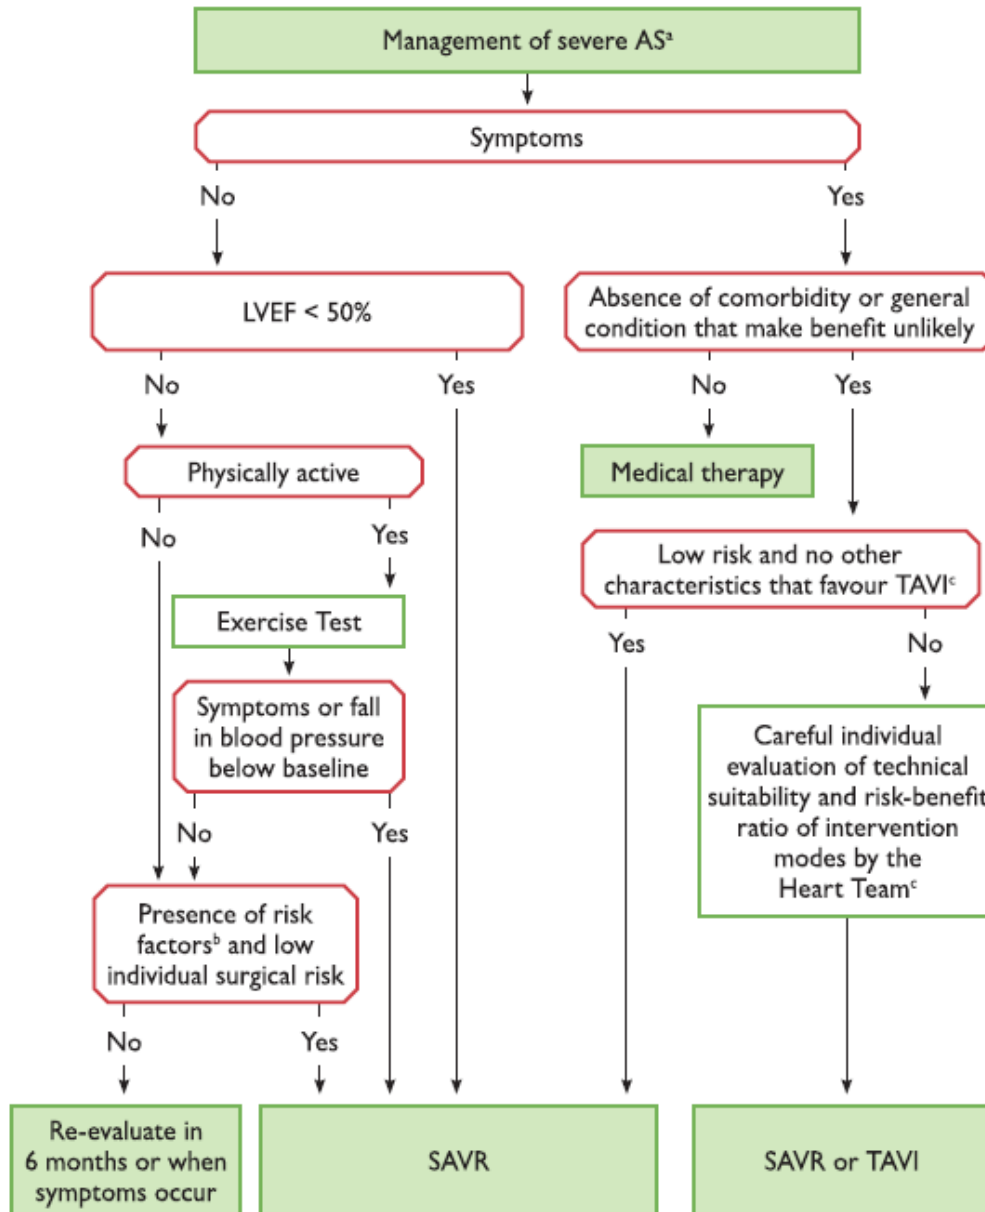 Management of severe ASᵃ
Symptoms
No
Yes
LVEF < 50%
Absence of comorbidity or general
condition that make benefit unlikely
No
Yes
No
Yes
Physically active
Medical therapy
No
Yes
Low risk and no other
characteristics that favour TAVIᶜ
Exercise Test
Yes
No
Symptoms or fall
in blood pressure
below baseline
Careful individual
evaluation of technical
suitability and risk-benefit
ratio of intervention
modes by the
Heart Teamᶜ
No
Yes
Presence of risk
factorsᵇ and low
individual surgical risk
No
Yes
Re-evaluate in
6 months or when
symptoms occur
SAVR
SAVR or TAVI